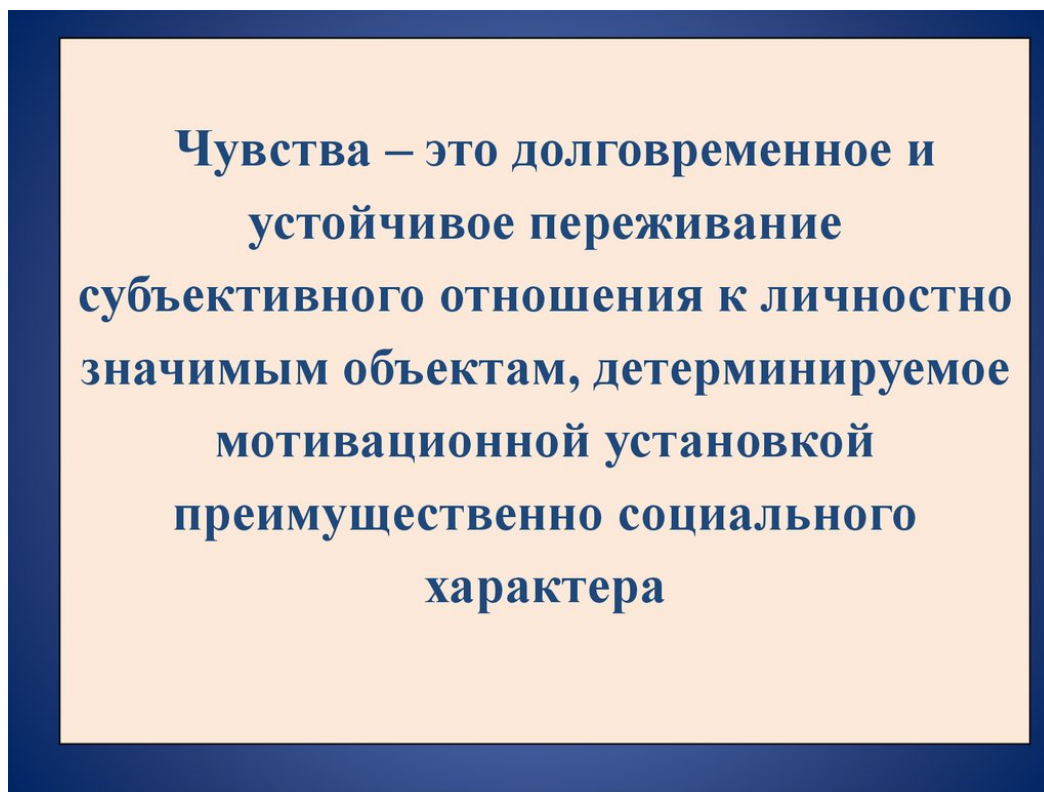 Чувства – это долговременное и
устойчивое переживание
субъективного отношения к личностно
значимым объектам, детерминируемое
мотивационной установкой
преимущественно социального
характера